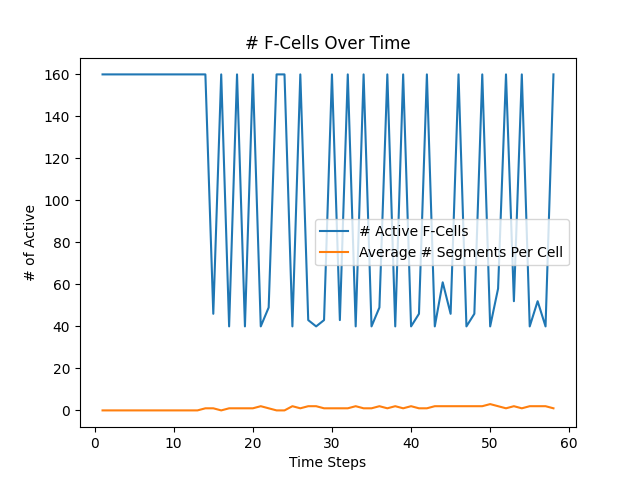 # F-Cells Over Time
160
140
120
100
80
60
40
20
0
# of Active
# Active F-Cells
Average # Segments Per Cell
0 10 20 30 40 50 60
Time Steps